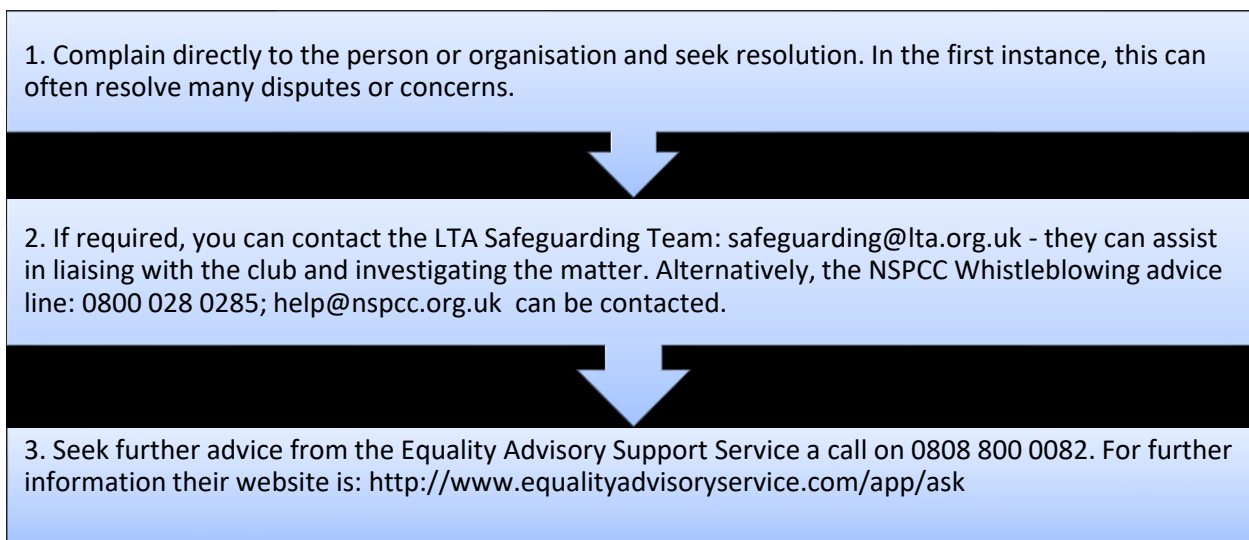 1. Complain directly to the person or organisation and seek resolution. In the first instance, this can
often resolve many disputes or concerns.
2. If required, you can contact the LTA Safeguarding Team: safeguarding@lta.org.uk - they can assist
in liaising with the club and investigating the matter. Alternatively, the NSPCC Whistleblowing advice
line: 0800 028 0285; help@nspcc.org.uk  can be contacted.
3. Seek further advice from the Equality Advisory Support Service a call on 0808 800 0082. For further
information their website is: http://www.equalityadvisoryservice.com/app/ask